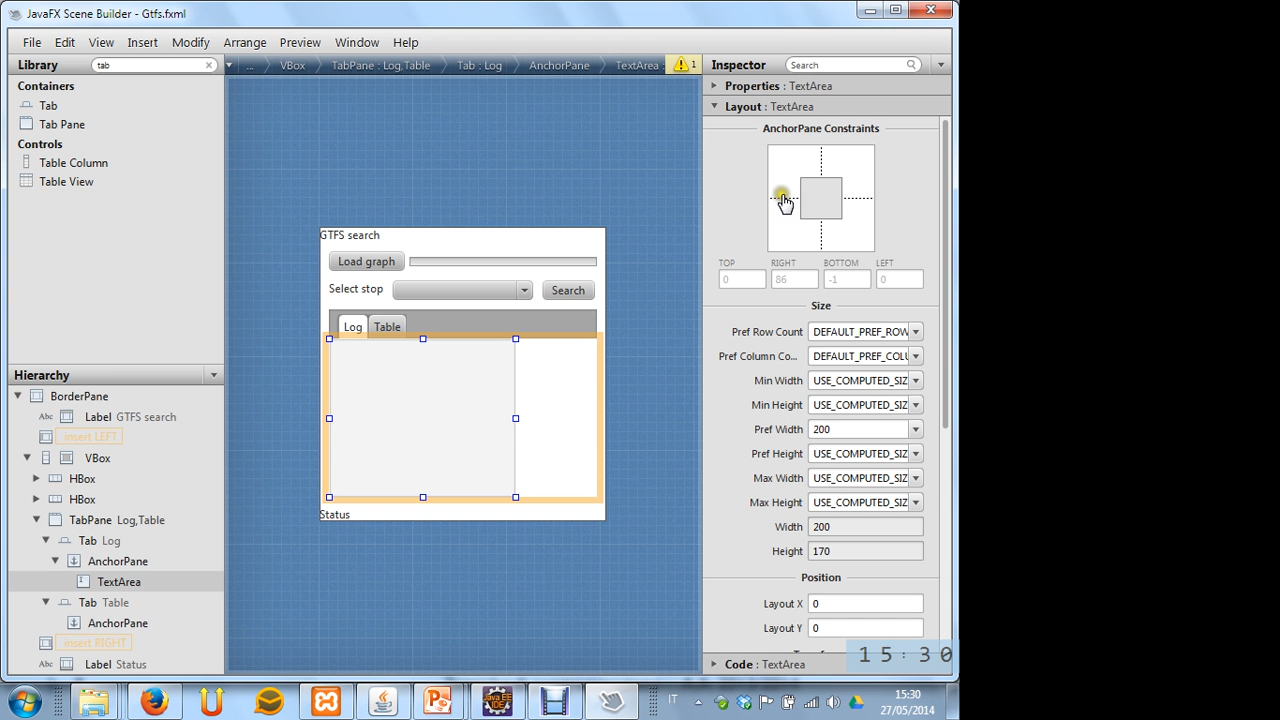 JavaFX Scene Builder - Gtfs.fxml
File Edit View Insert Modify Arrange Preview Window Help
Library tab
... VBox TabPane : Log,Table Tab : Log AnchorPane TextArea : 1
Inspector Search
Containers
Tab
Tab Pane
Controls
Table Column
Table View
Properties : TextArea
Layout : TextArea
AnchorPane Constraints
TOP RIGHT BOTTOM LEFT
0 86 -1 0
Size
Pref Row Count DEFAULT_PREF_ROW
Pref Column Co... DEFAULT_PREF_COLU
Min Width USE_COMPUTED_SIZ
Min Height USE_COMPUTED_SIZ
Pref Width 200
Pref Height USE_COMPUTED_SIZ
Max Width USE_COMPUTED_SIZ
Max Height USE_COMPUTED_SIZ
Width 200
Height 170
Position
Layout X 0
Layout Y 0
Code : TextArea
GTFS search
Load graph
Select stop Search
Log Table
Status
Hierarchy
BorderPane
Abc Label GTFS search
insert LEFT
VBox
HBox
HBox
TabPane Log,Table
Tab Log
AnchorPane
TextArea
Tab Table
AnchorPane
insert RIGHT
Abc Label Status
15:30
Java EE
IDE
IT
15:30
27/05/2014